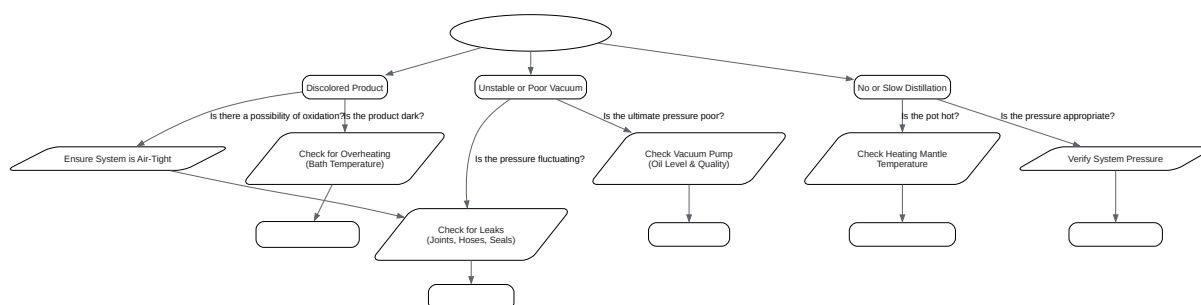 Discolored Product
Unstable or Poor Vacuum
No or Slow Distillation
Is there a possibility of oxidation?
Is the product dark?
Is the ultimate pressure poor?
Is the pot hot?
Is the pressure appropriate?
Ensure System is Air-Tight
Check for Overheating
(Bath Temperature)
Is the pressure fluctuating?
Check Vacuum Pump
(Oil Level & Quality)
Check Heating Mantle
Temperature
Verify System Pressure
Check for Leaks
(Joints, Hoses, Seals)